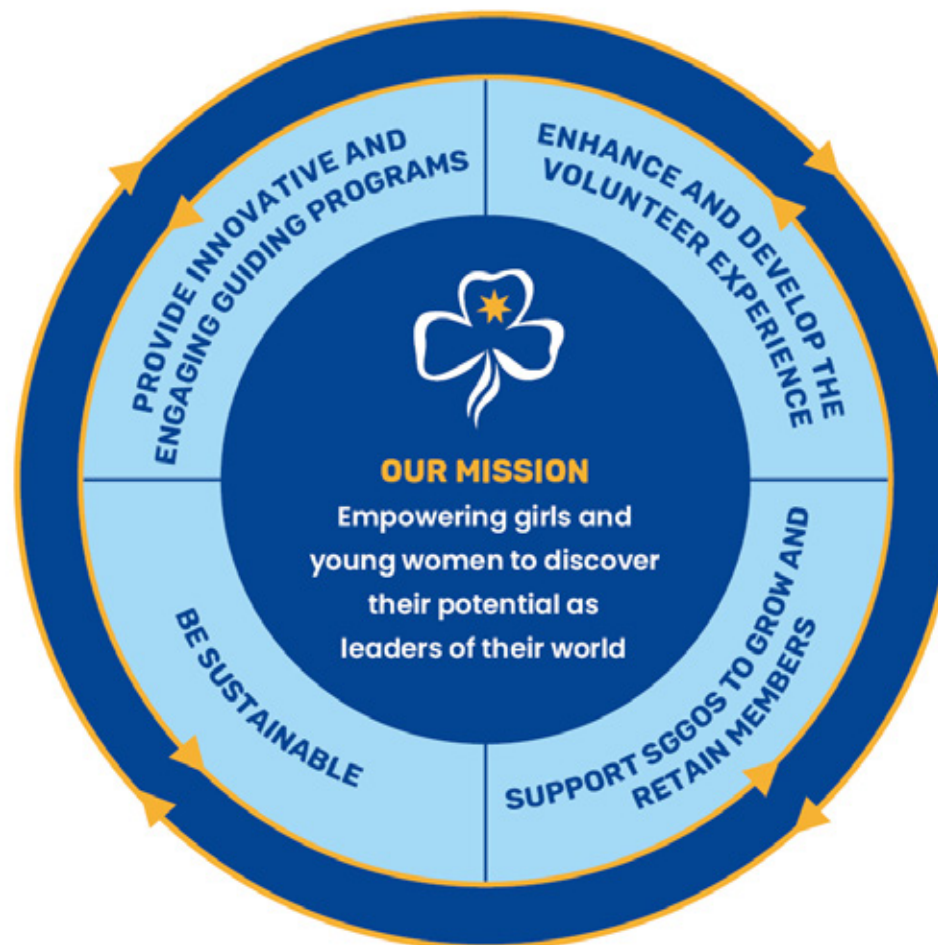 PROVIDE INNOVATIVE AND
ENGAGING GUIDING PROGRAMS
ENHANCE AND DEVELOP THE
VOLUNTEER EXPERIENCE
OUR MISSION
Empowering girls and
young women to discover
their potential as
leaders of their world
BE SUSTAINABLE
SUPPORT SGGOS TO GROW AND
RETAIN MEMBERS